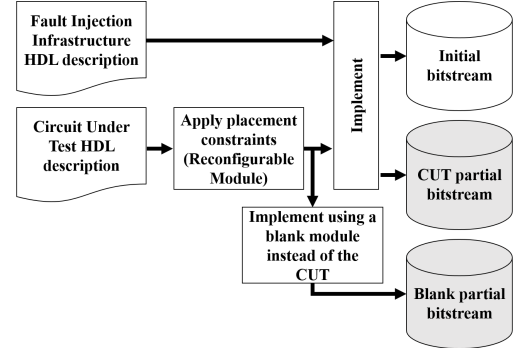 Fault Injection
Infrastructure
HDL description
Implement
Initial
bitstream
Circuit Under
Test HDL
description
Apply placement
constraints
(Reconfigurable
Module)
CUT partial
bitstream
Implement using a
blank module
instead of the
CUT
Blank partial
bitstream